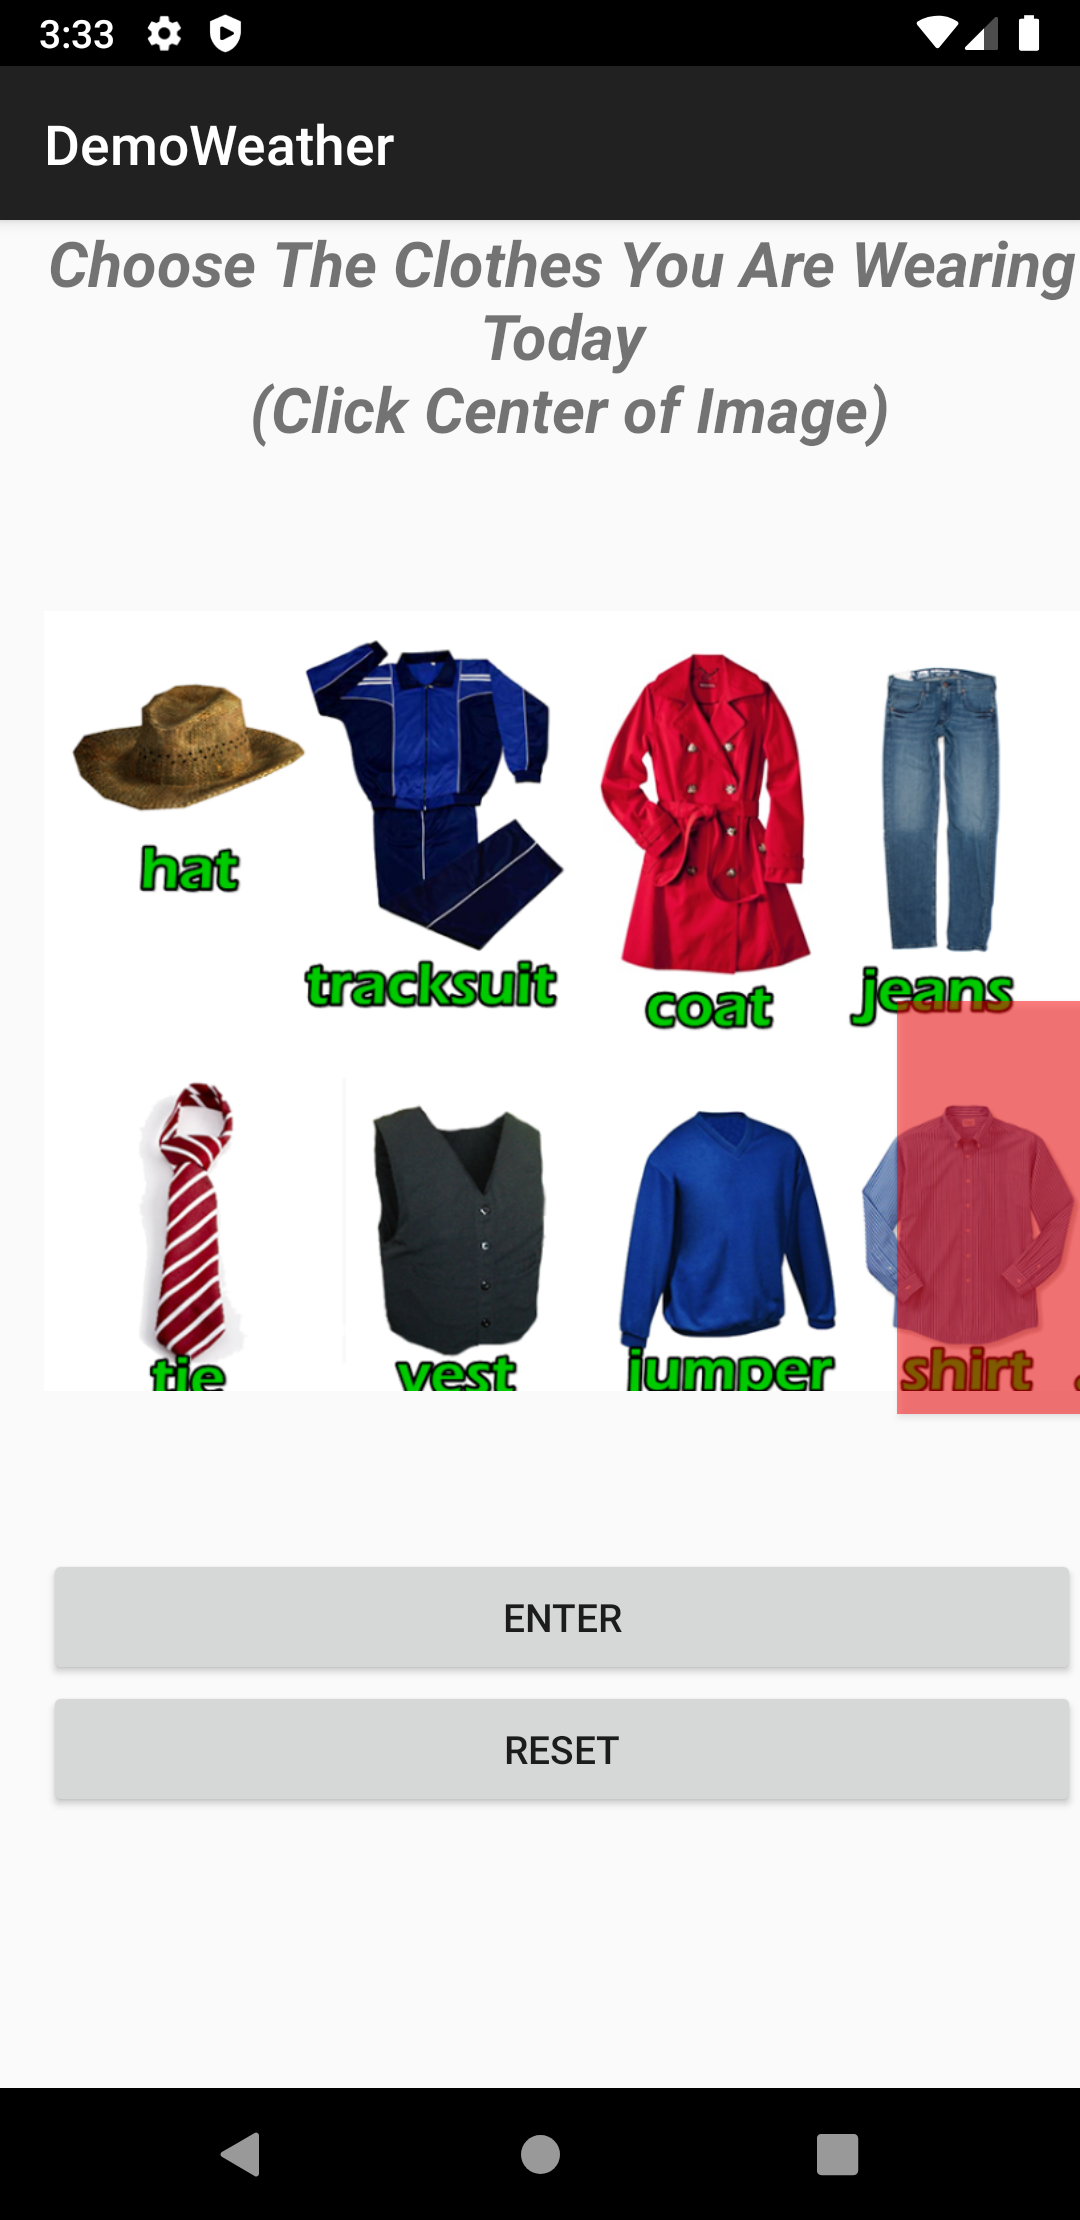 3:33
DemoWeather
Choose The Clothes You Are Wearing
Today
(Click Center of Image)
hat
tracksuit
coat
jeans
tie
vest
jumper
shirt
ENTER
RESET